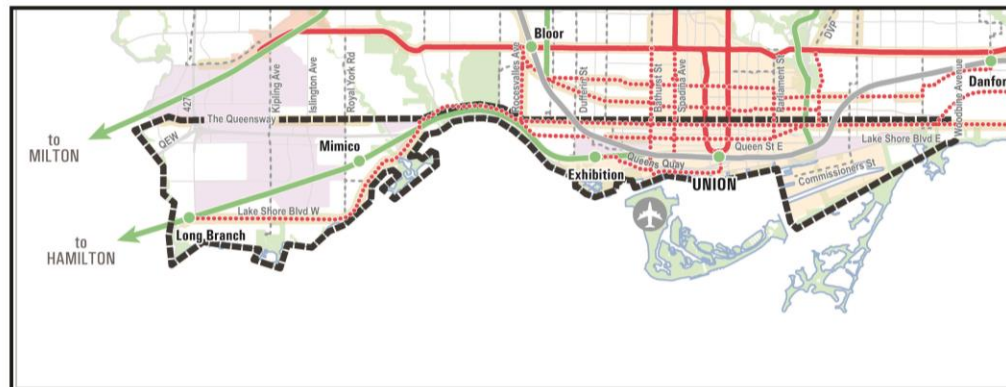 Bloor
DVP
Danfor
Roncesvalles Ave
Dufferin St
Bathurst St
Spadina Ave
Parliament St
Woodbine Avenue
427
Kipling Ave
Islington Ave
Royal York Rd
The Queensway
QEW
to
MILTON
Mimico
Queen St E
Lake Shore Blvd E
Queens Quay
Commissioners St
Exhibition
UNION
Lake Shore Blvd W
Long Branch
to
HAMILTON